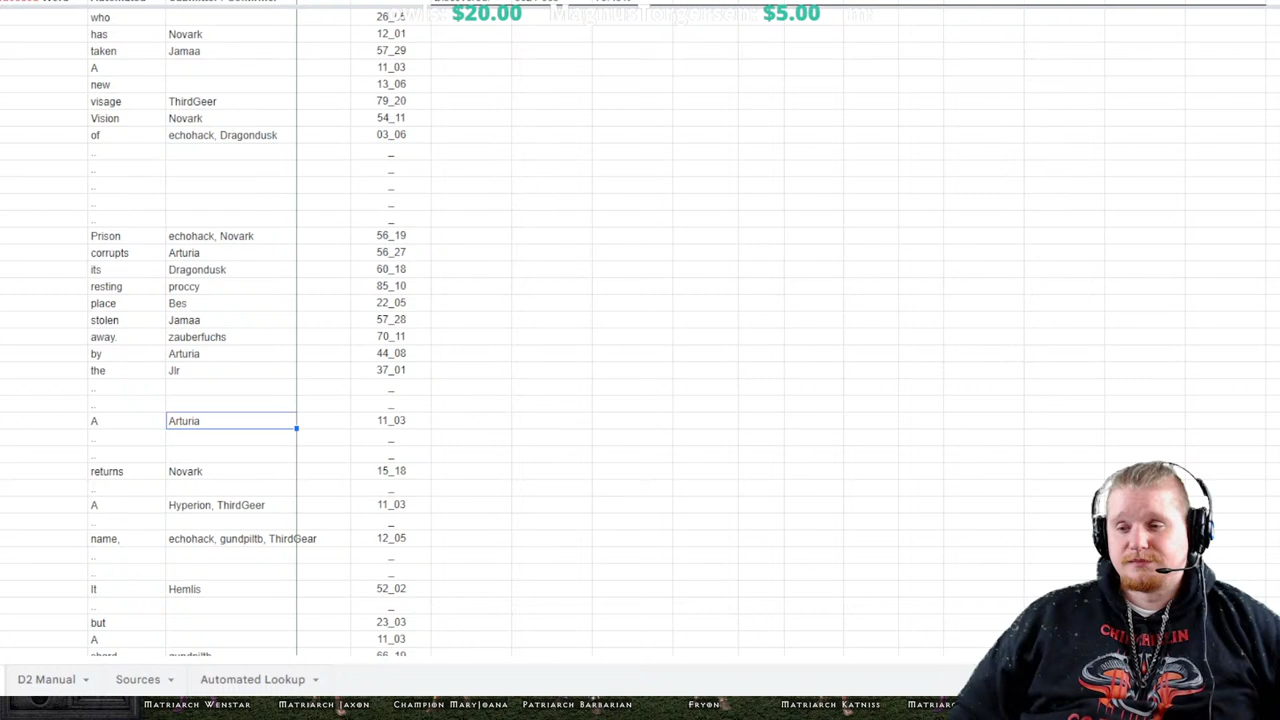 $20.00 MagnusTorgerson: $5.00
who 26_
has Novark 12_01
taken Jamaa 57_29
A 11_03
new 13_06
visage ThirdGeer 79_20
Vision Novark 54_11
of echohack, Dragondusk 03_06
.. _
.. _
.. _
.. _
.. _
Prison echohack, Novark 56_19
corrupts Arturia 56_27
its Dragondusk 60_18
resting proccy 85_10
place Bes 22_05
stolen Jamaa 57_28
away. zauberfuchs 70_11
by Arturia 44_08
the Jlr 37_01
.. _
.. _
A Arturia 11_03
.. _
.. _
returns Novark 15_18
.. _
A Hyperion, ThirdGeer 11_03
.. _
name, echohack, gundpiltb, ThirdGear 12_05
.. _
.. _
It Hemlis 52_02
.. _
but 23_03
A 11_03
shard gundpiltb 66_19
D2 Manual Sources Automated Lookup
Matriarch Wenstar Matriarch Jaxon Champion MaryJoana Patriarch Barbarian Fryon Matriarch Katniss